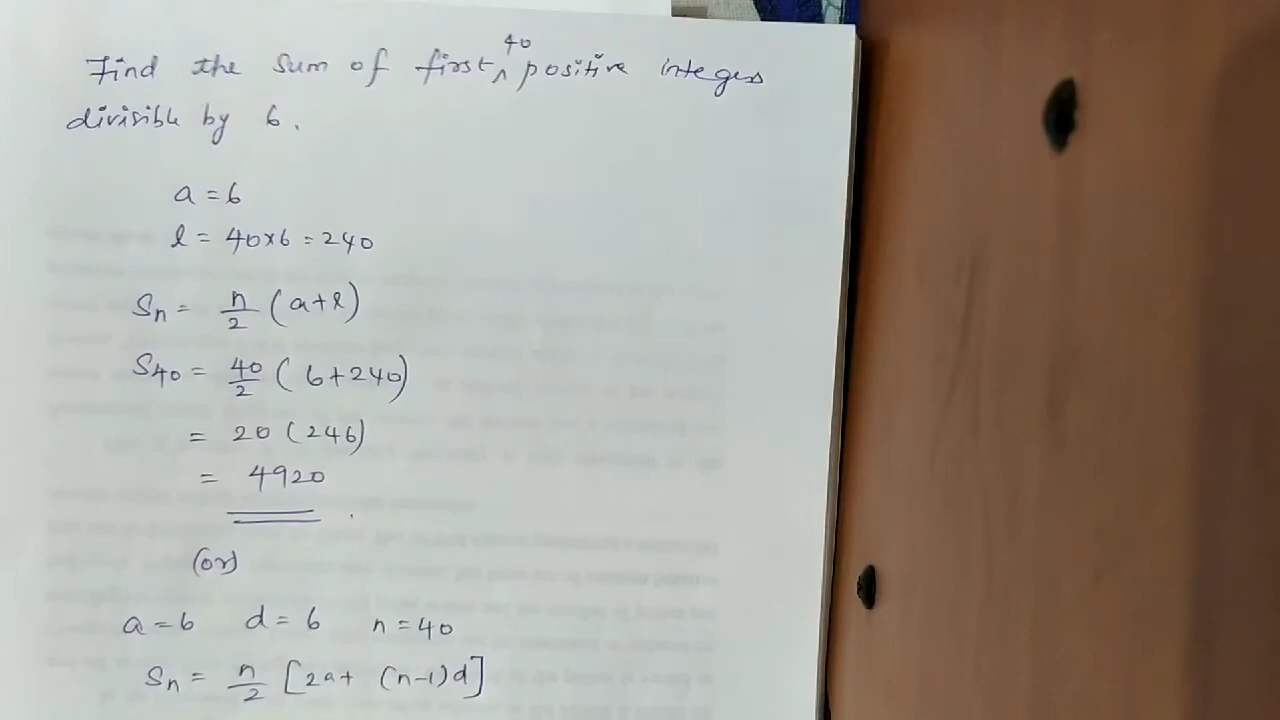 Find the sum of first ^ 40 positive integers
divisible by 6.
a = 6
l = 40×6 = 240
Sn = n/2 (a+l)
S40 = 40/2 (6+240)
= 20 (246)
= 4920
(or)
a = 6 d = 6 n = 40
Sn = n/2 [2a + (n-1)d]